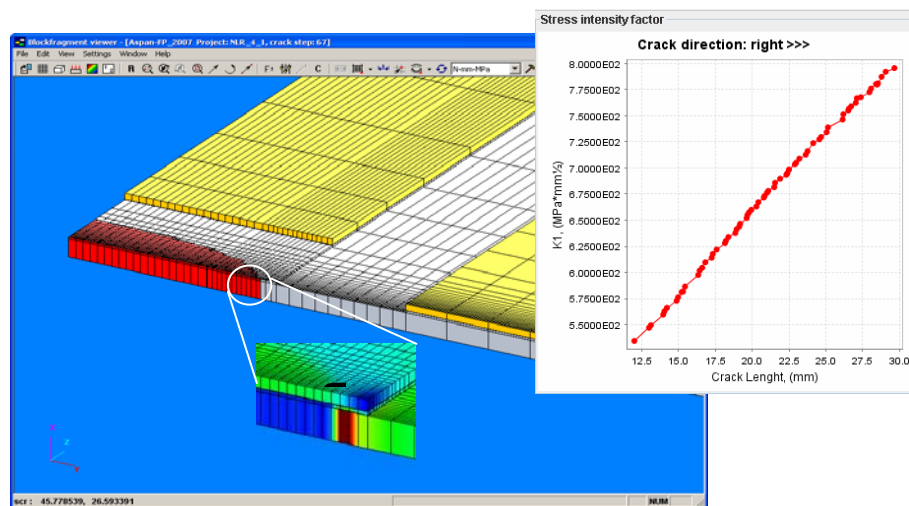 Stress intensity factor
Crack direction: right >>>
8.0000E02
7.7500E02
7.5000E02
7.2500E02
7.0000E02
6.7500E02
6.5000E02
6.2500E02
6.0000E02
5.7500E02
5.5000E02
K1, (MPa*mm½)
12.5 15.0 17.5 20.0 22.5 25.0 27.5 30.0
Crack Lenght, (mm)
Blockfragment viewer - [Aspan-FP_2007 Project: NLR_4_1, crack step: 67]
File Edit View Settings Window Help
R F+ C N-mm-MPa
scr : 45.778539, 26.593391
NUM